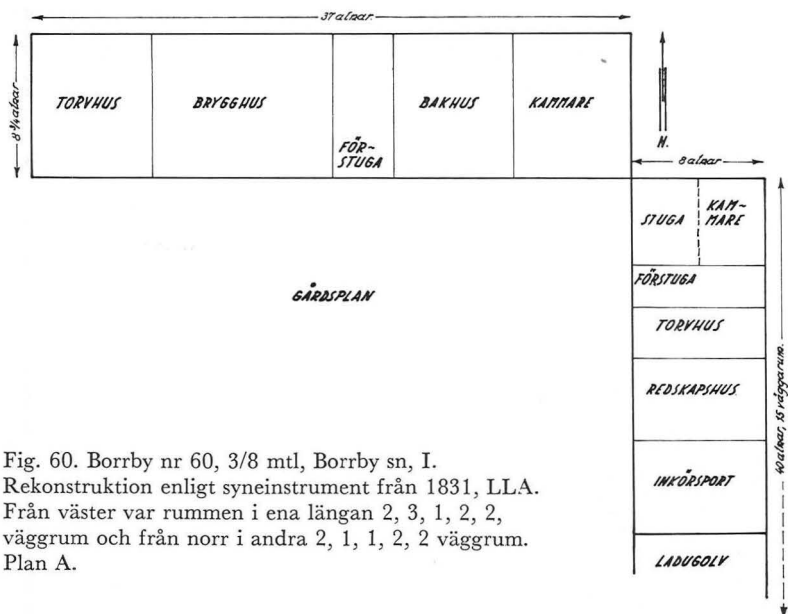 37 alnar.
8 3/4 alnar
TORVHUS
BRYGGHUS
FÖR-
STUGA
BAKHUS
KAMMARE
N.
8 alnar
STUGA
KAM-
MARE
FÖRSTUGA
TORVHUS
REDSKAPSHUS
INKÖRSPORT
LADUGOLV
40 alnar, 15 väggarum.
GÅRDSPLAN
Fig. 60. Borrby nr 60, 3/8 mtl, Borrby sn, I.
Rekonstruktion enligt syneinstrument från 1831, LLA.
Från väster var rummen i ena längan 2, 3, 1, 2, 2,
väggrum och från norr i andra 2, 1, 1, 2, 2 väggrum.
Plan A.